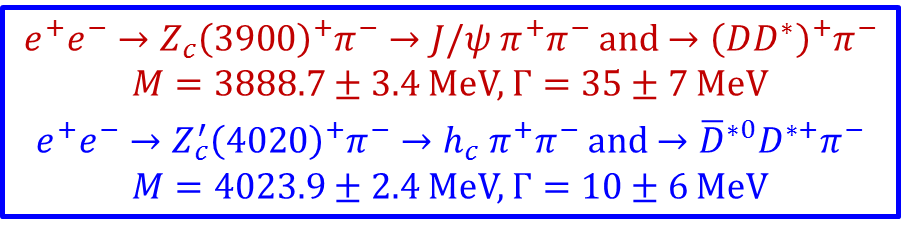 e⁺e⁻ → Z_c(3900)⁺π⁻ → J/ψ π⁺π⁻ and → (DD*)⁺π⁻
M = 3888.7 ± 3.4 MeV, Γ = 35 ± 7 MeV
e⁺e⁻ → Z′_c(4020)⁺π⁻ → h_c π⁺π⁻ and → D̅*⁰D*⁺π⁻
M = 4023.9 ± 2.4 MeV, Γ = 10 ± 6 MeV